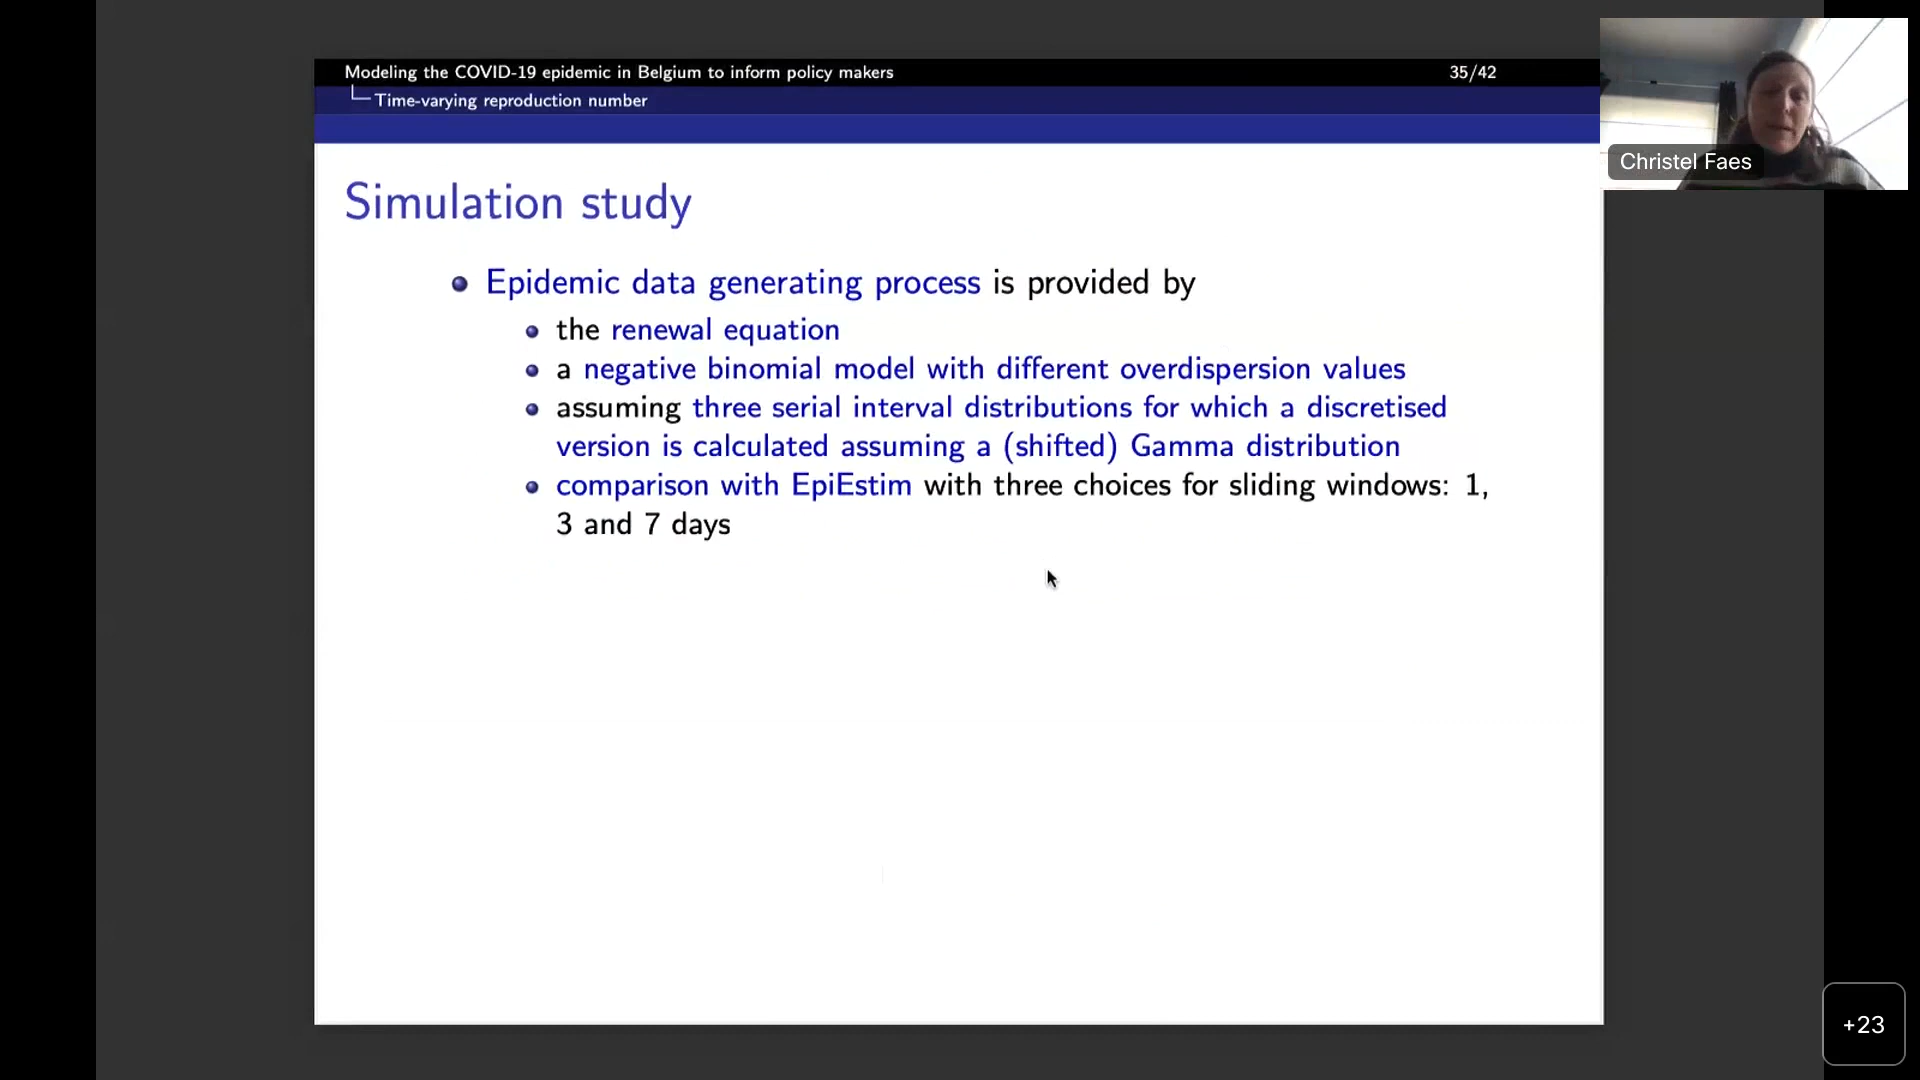 Modeling the COVID-19 epidemic in Belgium to inform policy makers 35/42
Time-varying reproduction number
Christel Faes
Simulation study
Epidemic data generating process is provided by
the renewal equation
a negative binomial model with different overdispersion values
assuming three serial interval distributions for which a discretised
version is calculated assuming a (shifted) Gamma distribution
comparison with EpiEstim with three choices for sliding windows: 1,
3 and 7 days
+23